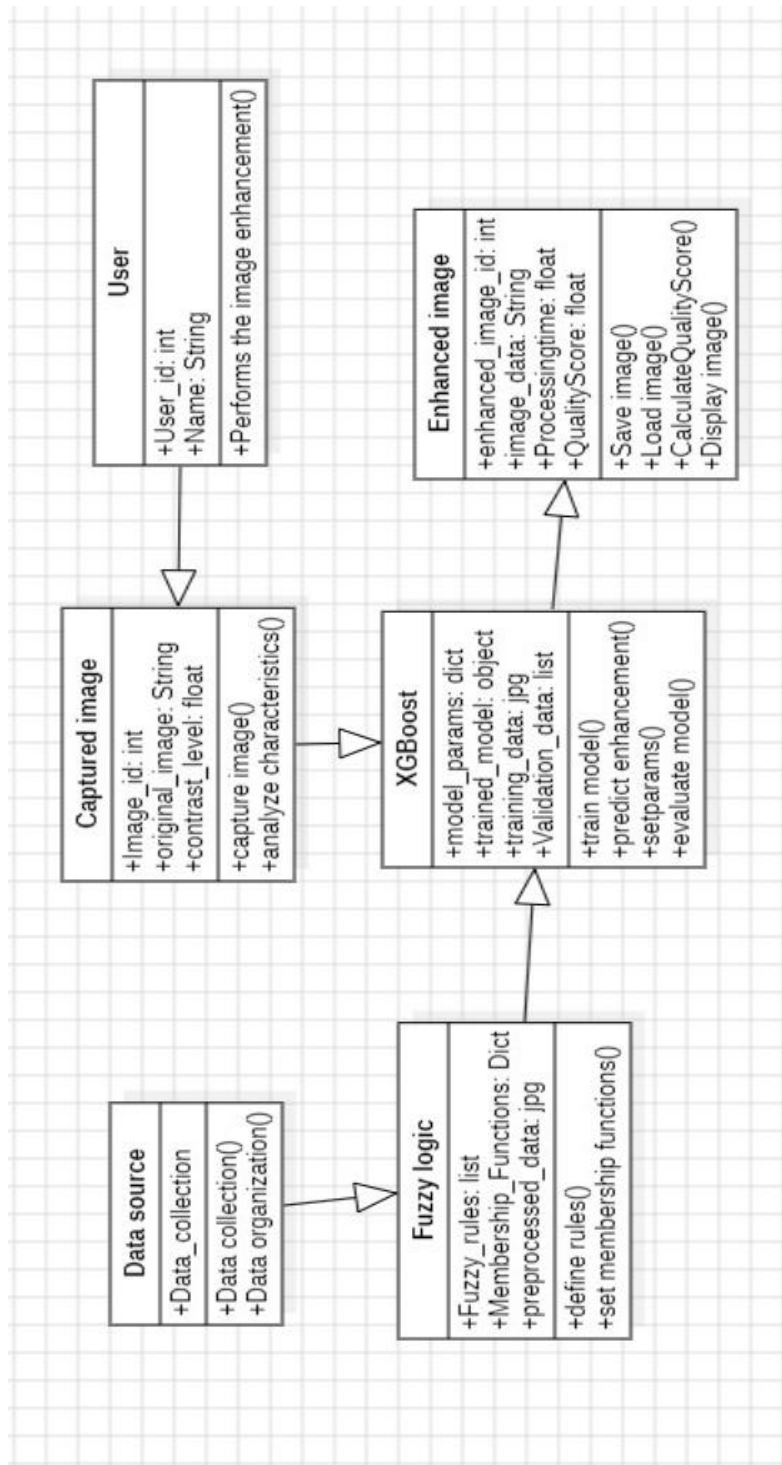 Data source
+Data_collection
+Data collection()
+Data organization()
Captured image
+Image_id: int
+original_image: String
+contrast_level: float
+capture image()
+analyze characteristics()
User
+User_id: int
+Name: String
+Performs the image enhancement()
Fuzzy logic
+Fuzzy_rules: list
+Membership_Functions: Dict
+preprocessed_data: jpg
+define rules()
+set membership functions()
XGBoost
+model_params: dict
+trained_model: object
+training_data: jpg
+Validation_data: list
+train model()
+predict enhancement()
+setparams()
+evaluate model()
Enhanced image
+enhanced_image_id: int
+image_data: String
+Processingtime: float
+QualityScore: float
+Save image()
+Load image()
+CalculateQualityScore()
+Display image()